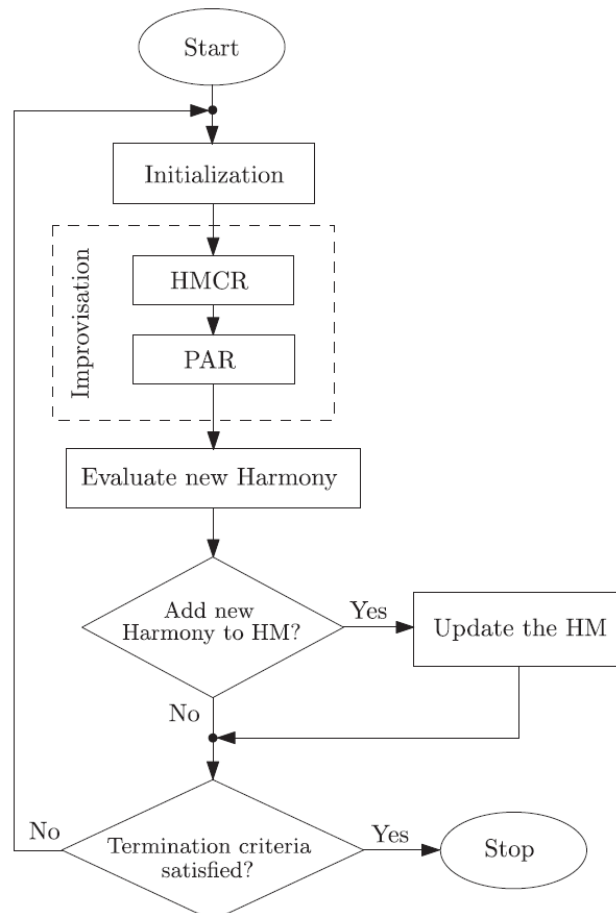 Start
Initialization
Improvisation
HMCR
PAR
Evaluate new Harmony
Add new
Harmony to HM?
Yes
Update the HM
No
No
Termination criteria
satisfied?
Yes
Stop